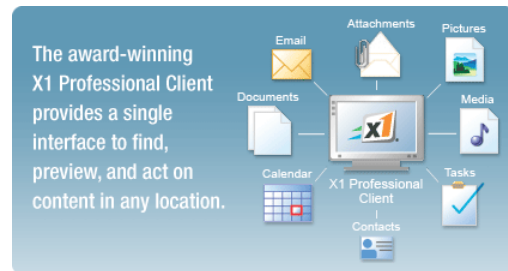 The award-winning
X1 Professional Client
provides a single
interface to find,
preview, and act on
content in any location.
Attachments
Email
Pictures
Documents
Media
x1
Calendar
X1 Professional
Client
Tasks
Contacts